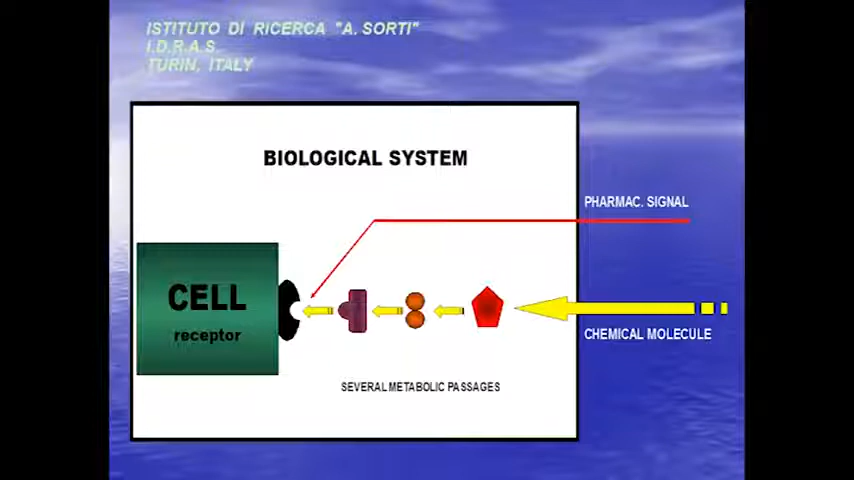 ISTITUTO DI RICERCA "A. SORTI"
I.D.R.A.S.
TURIN, ITALY
BIOLOGICAL SYSTEM
PHARMAC. SIGNAL
CELL
receptor
CHEMICAL MOLECULE
SEVERAL METABOLIC PASSAGES